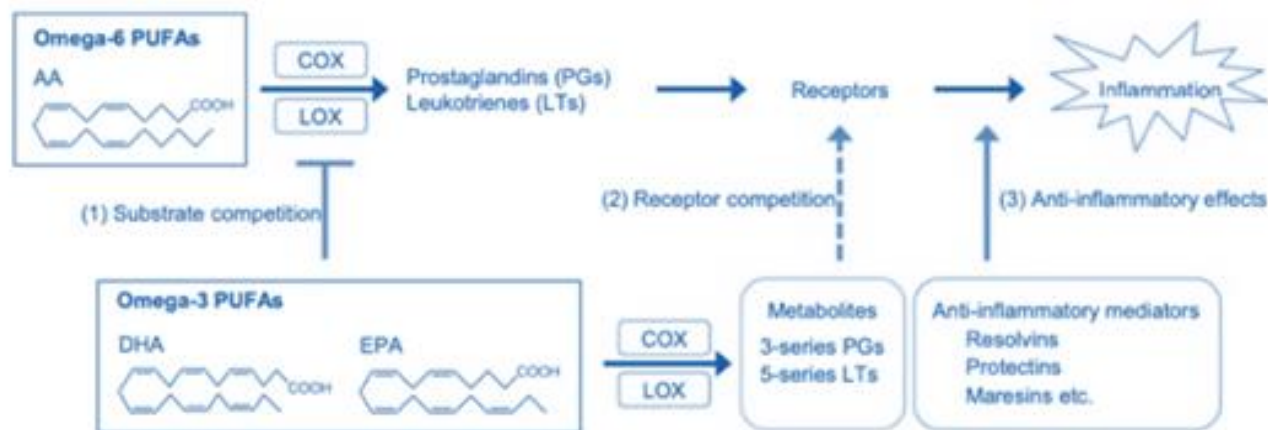 Omega-6 PUFAs
AA
COOH
COX
LOX
Prostaglandins (PGs)
Leukotrienes (LTs)
Receptors
Inflammation
(1) Substrate competition
(2) Receptor competition
(3) Anti-inflammatory effects
Omega-3 PUFAs
DHA
COOH
EPA
COOH
COX
LOX
Metabolites
3-series PGs
5-series LTs
Anti-inflammatory mediators
Resolvins
Protectins
Maresins etc.